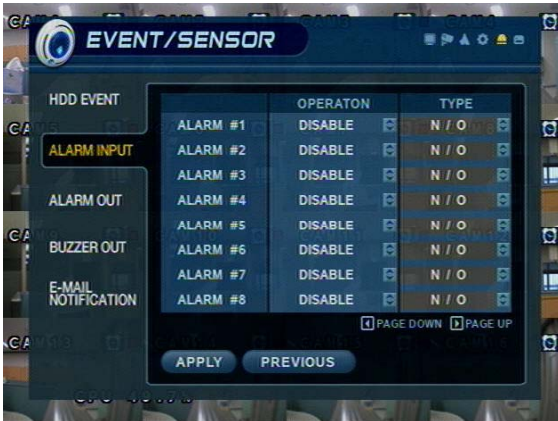 EVENT/SENSOR
HDD EVENT
ALARM INPUT
ALARM OUT
BUZZER OUT
E-MAIL
NOTIFICATION
OPERATON TYPE
ALARM #1 DISABLE N / O
ALARM #2 DISABLE N / O
ALARM #3 DISABLE N / O
ALARM #4 DISABLE N / O
ALARM #5 DISABLE N / O
ALARM #6 DISABLE N / O
ALARM #7 DISABLE N / O
ALARM #8 DISABLE N / O
PAGE DOWN PAGE UP
APPLY PREVIOUS